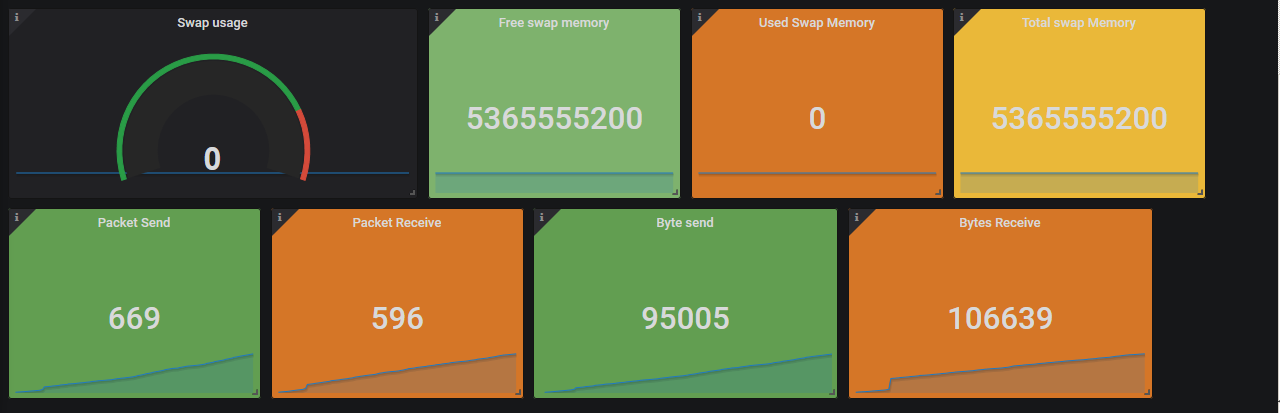 Swap usage
0
Free swap memory
5365555200
Used Swap Memory
0
Total swap Memory
5365555200
Packet Send
669
Packet Receive
596
Byte send
95005
Bytes Receive
106639